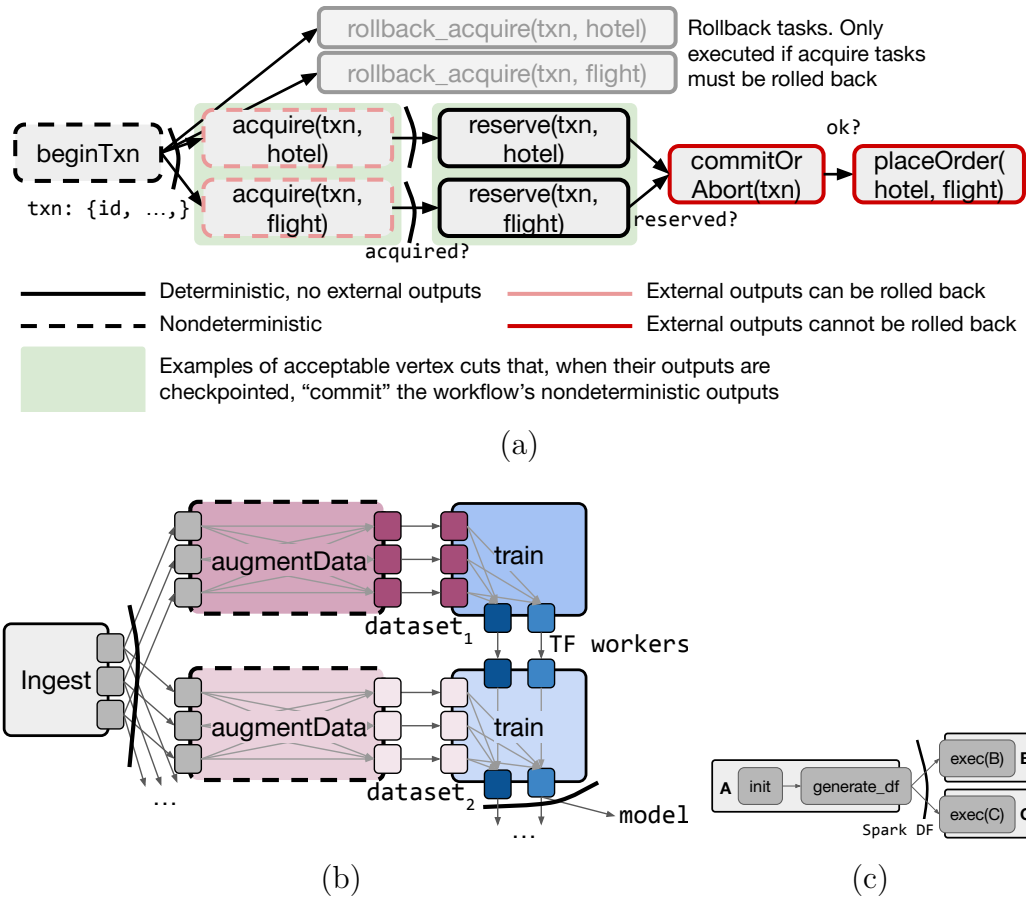 rollback_acquire(txn, hotel)
rollback_acquire(txn, flight)
Rollback tasks. Only
executed if acquire tasks
must be rolled back
beginTxn
txn: {id, …,}
acquire(txn,
hotel)
acquire(txn,
flight)
acquired?
reserve(txn,
hotel)
reserve(txn,
flight)
reserved?
commitOr
Abort(txn)
ok?
placeOrder(
hotel, flight)
Deterministic, no external outputs
Nondeterministic
External outputs can be rolled back
External outputs cannot be rolled back
Examples of acceptable vertex cuts that, when their outputs are
checkpointed, “commit” the workflow’s nondeterministic outputs
(a)
Ingest
...
augmentData
dataset1
train
TF workers
augmentData
dataset2
train
model
...
(b)
A
init
generate_df
Spark DF
exec(B)
exec(C)
(c)